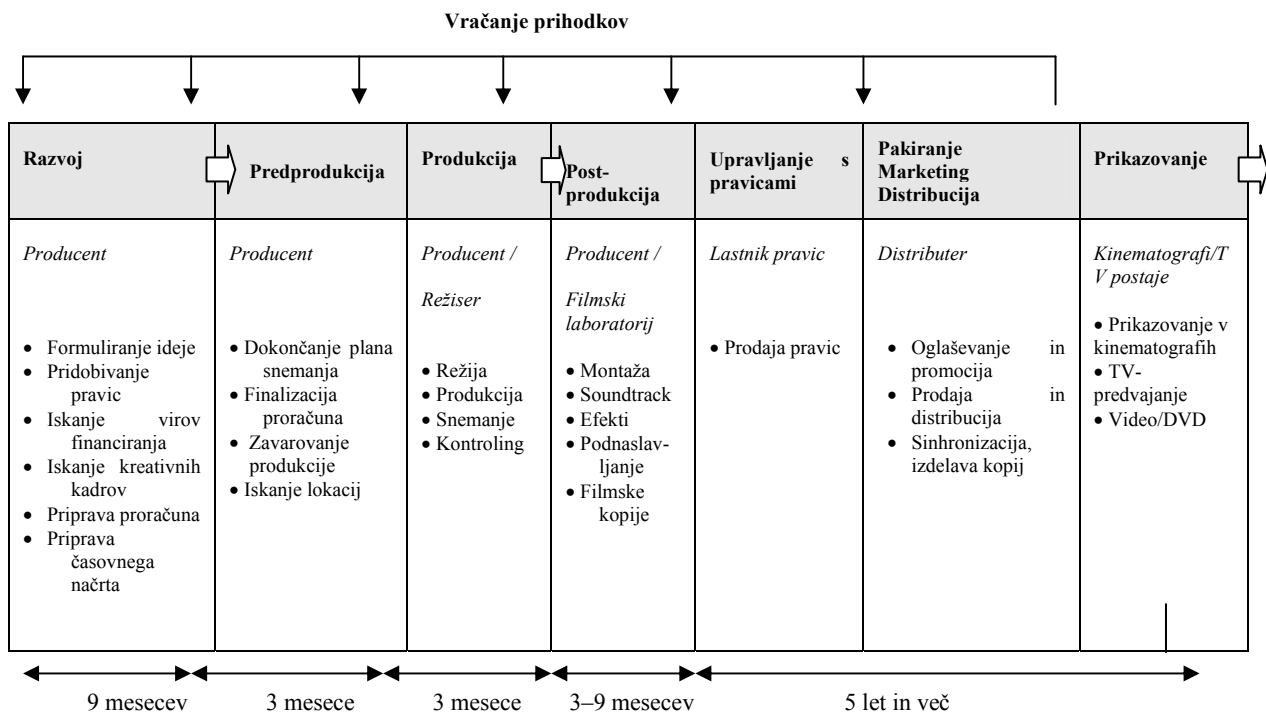 Vračanje prihodkov
Razvoj
Predprodukcija
Produkcija
Post-
produkcija
Upravljanje s
pravicami
Pakiranje
Marketing
Distribucija
Prikazovanje
Producent
• Formuliranje ideje
• Pridobivanje
pravic
• Iskanje virov
financiranja
• Iskanje kreativnih
kadrov
• Priprava proračuna
• Priprava
časovnega
načrta
Producent
• Dokončanje plana
snemanja
• Finalizacija
proračuna
• Zavarovanje
produkcije
• Iskanje lokacij
Producent /
Režiser
• Režija
• Produkcija
• Snemanje
• Kontroling
Producent /
Filmski
laboratorij
• Montaža
• Soundtrack
• Efekti
• Podnaslav-
ljanje
• Filmske
kopije
Lastnik pravic
• Prodaja pravic
Distributer
• Oglaševanje in
promocija
• Prodaja in
distribucija
• Sinhronizacija,
izdelava kopij
Kinematografi/T
V postaje
• Prikazovanje v
kinematografih
• TV-
predvajanje
• Video/DVD
9 mesecev
3 mesece
3 mesece
3–9 mesecev
5 let in več